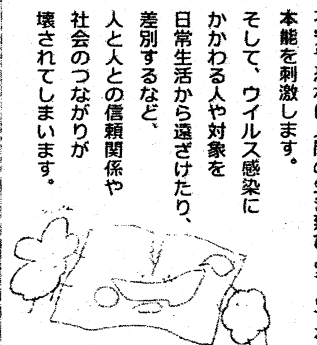 本能を刺激します。
そして、ウイルス感染に
かかわる人や対象を
日常生活から遠ざけたり、
差別するなど、
人と人との信頼関係や
社会のつながりが
壊されてしまいます。